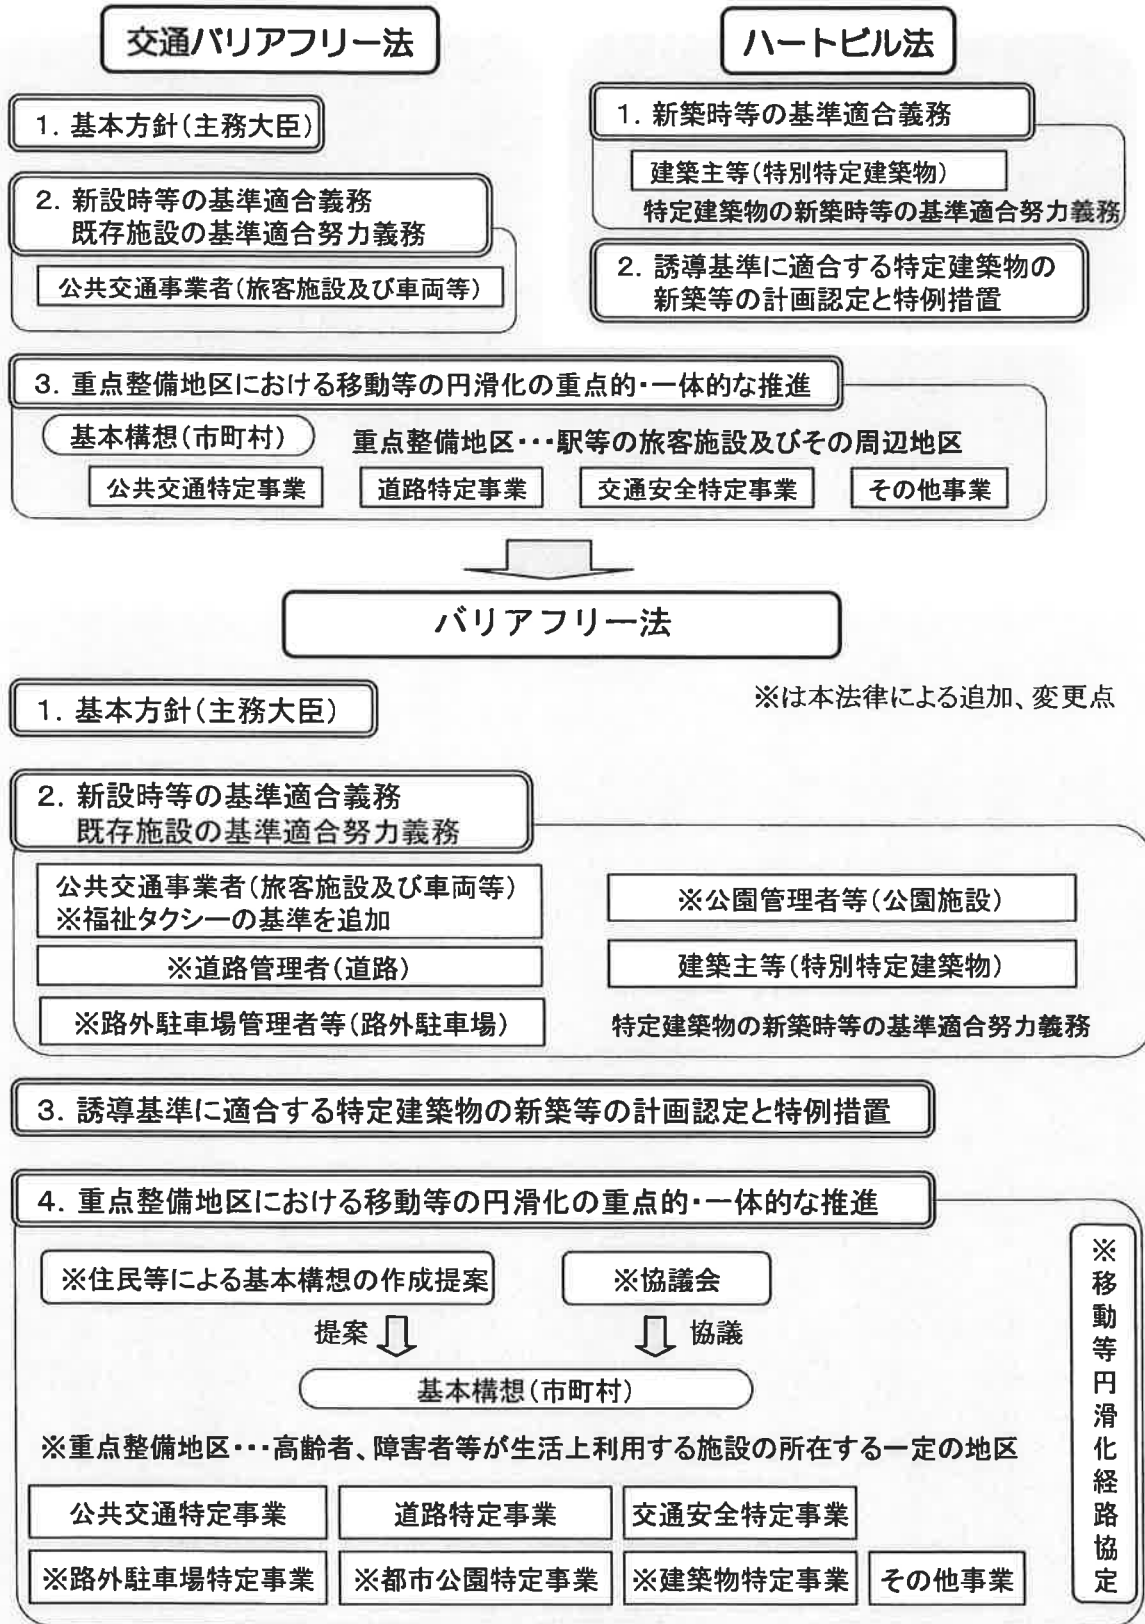 交通バリアフリー法
1. 基本方針(主務大臣)
2. 新設時等の基準適合義務
既存施設の基準適合努力義務
公共交通事業者(旅客施設及び車両等)
ハートビル法
1. 新築時等の基準適合義務
建築主等(特別特定建築物)
特定建築物の新築時等の基準適合努力義務
2. 誘導基準に適合する特定建築物の
新築等の計画認定と特例措置
3. 重点整備地区における移動等の円滑化の重点的・一体的な推進
基本構想(市町村)
重点整備地区・・・駅等の旅客施設及びその周辺地区
公共交通特定事業
道路特定事業
交通安全特定事業
その他事業
バリアフリー法
※は本法律による追加、変更点
1. 基本方針(主務大臣)
2. 新設時等の基準適合義務
既存施設の基準適合努力義務
公共交通事業者(旅客施設及び車両等)
※福祉タクシーの基準を追加
※道路管理者(道路)
※路外駐車場管理者等(路外駐車場)
※公園管理者等(公園施設)
建築主等(特別特定建築物)
特定建築物の新築時等の基準適合努力義務
3. 誘導基準に適合する特定建築物の新築等の計画認定と特例措置
4. 重点整備地区における移動等の円滑化の重点的・一体的な推進
※住民等による基本構想の作成提案
※協議会
提案
協議
基本構想(市町村)
※重点整備地区・・・高齢者、障害者等が生活上利用する施設の所在する一定の地区
公共交通特定事業
道路特定事業
交通安全特定事業
※路外駐車場特定事業
※都市公園特定事業
※建築物特定事業
その他事業
※移動等円滑化経路協定